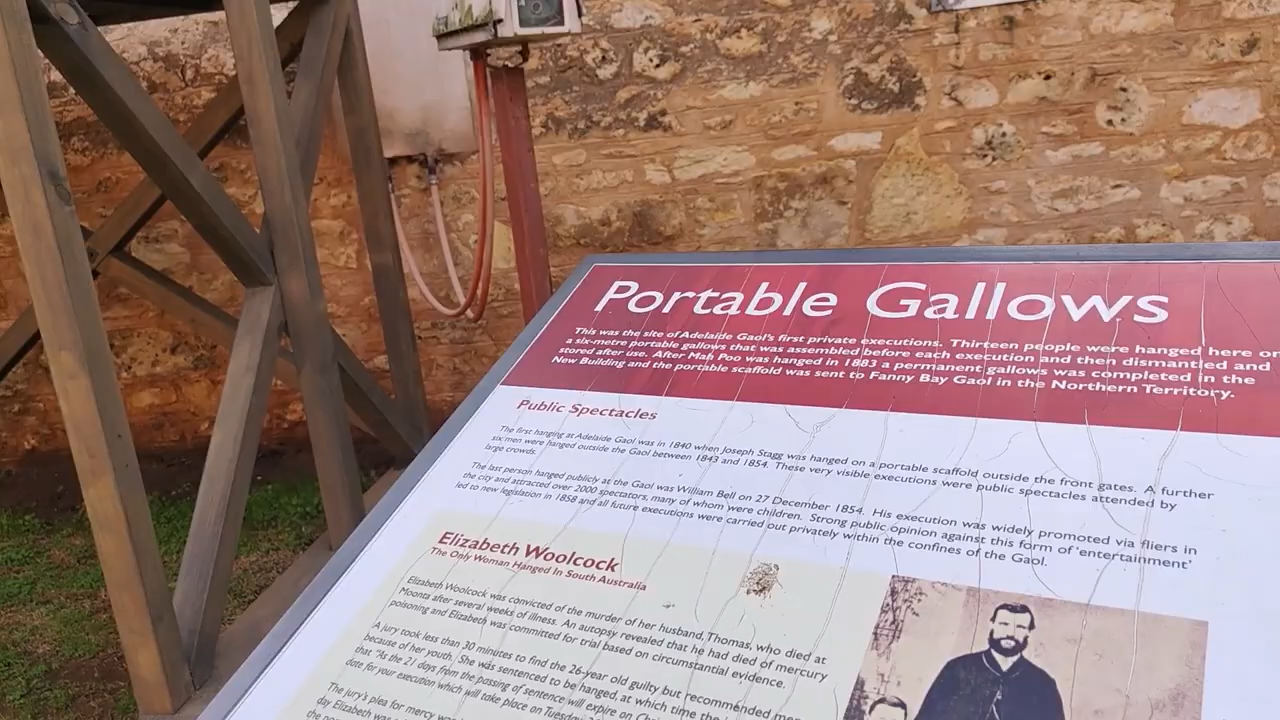 Portable Gallows
This was the site of Adelaide Gaol's first private executions. Thirteen people were hanged here on
a six-metre portable gallows that was assembled before each execution and then dismantled and
stored after use. After Mah Poo was hanged in 1883 a permanent gallows was completed in the
New Building and the portable scaffold was sent to Fanny Bay Gaol in the Northern Territory.
Public Spectacles
The first hanging at Adelaide Gaol was in 1840 when Joseph Stagg was hanged on a portable scaffold outside the front gates. A further
six men were hanged outside the Gaol between 1843 and 1854. These very visible executions were public spectacles attended by
large crowds.
The last person hanged publicly at the Gaol was William Bell on 27 December 1854. His execution was widely promoted via fliers in
the city and attracted over 2000 spectators, many of whom were children. Strong public opinion against this form of 'entertainment'
led to new legislation in 1858 and all future executions were carried out privately within the confines of the Gaol.
Elizabeth Woolcock
The Only Woman Hanged In South Australia
Elizabeth Woolcock was convicted of the murder of her husband, Thomas, who died at
Moonta after several weeks of illness. An autopsy revealed that he had died of mercury
poisoning and Elizabeth was committed for trial based on circumstantial evidence.
A jury took less than 30 minutes to find the 26-year old guilty but recommended
because of her youth. She was sentenced to be hanged, at which time the
that "As the 21 days from the passing of sentence will expire on
date for your execution which will take place on Tuesday
The jury's plea for mercy
day Elizabeth was